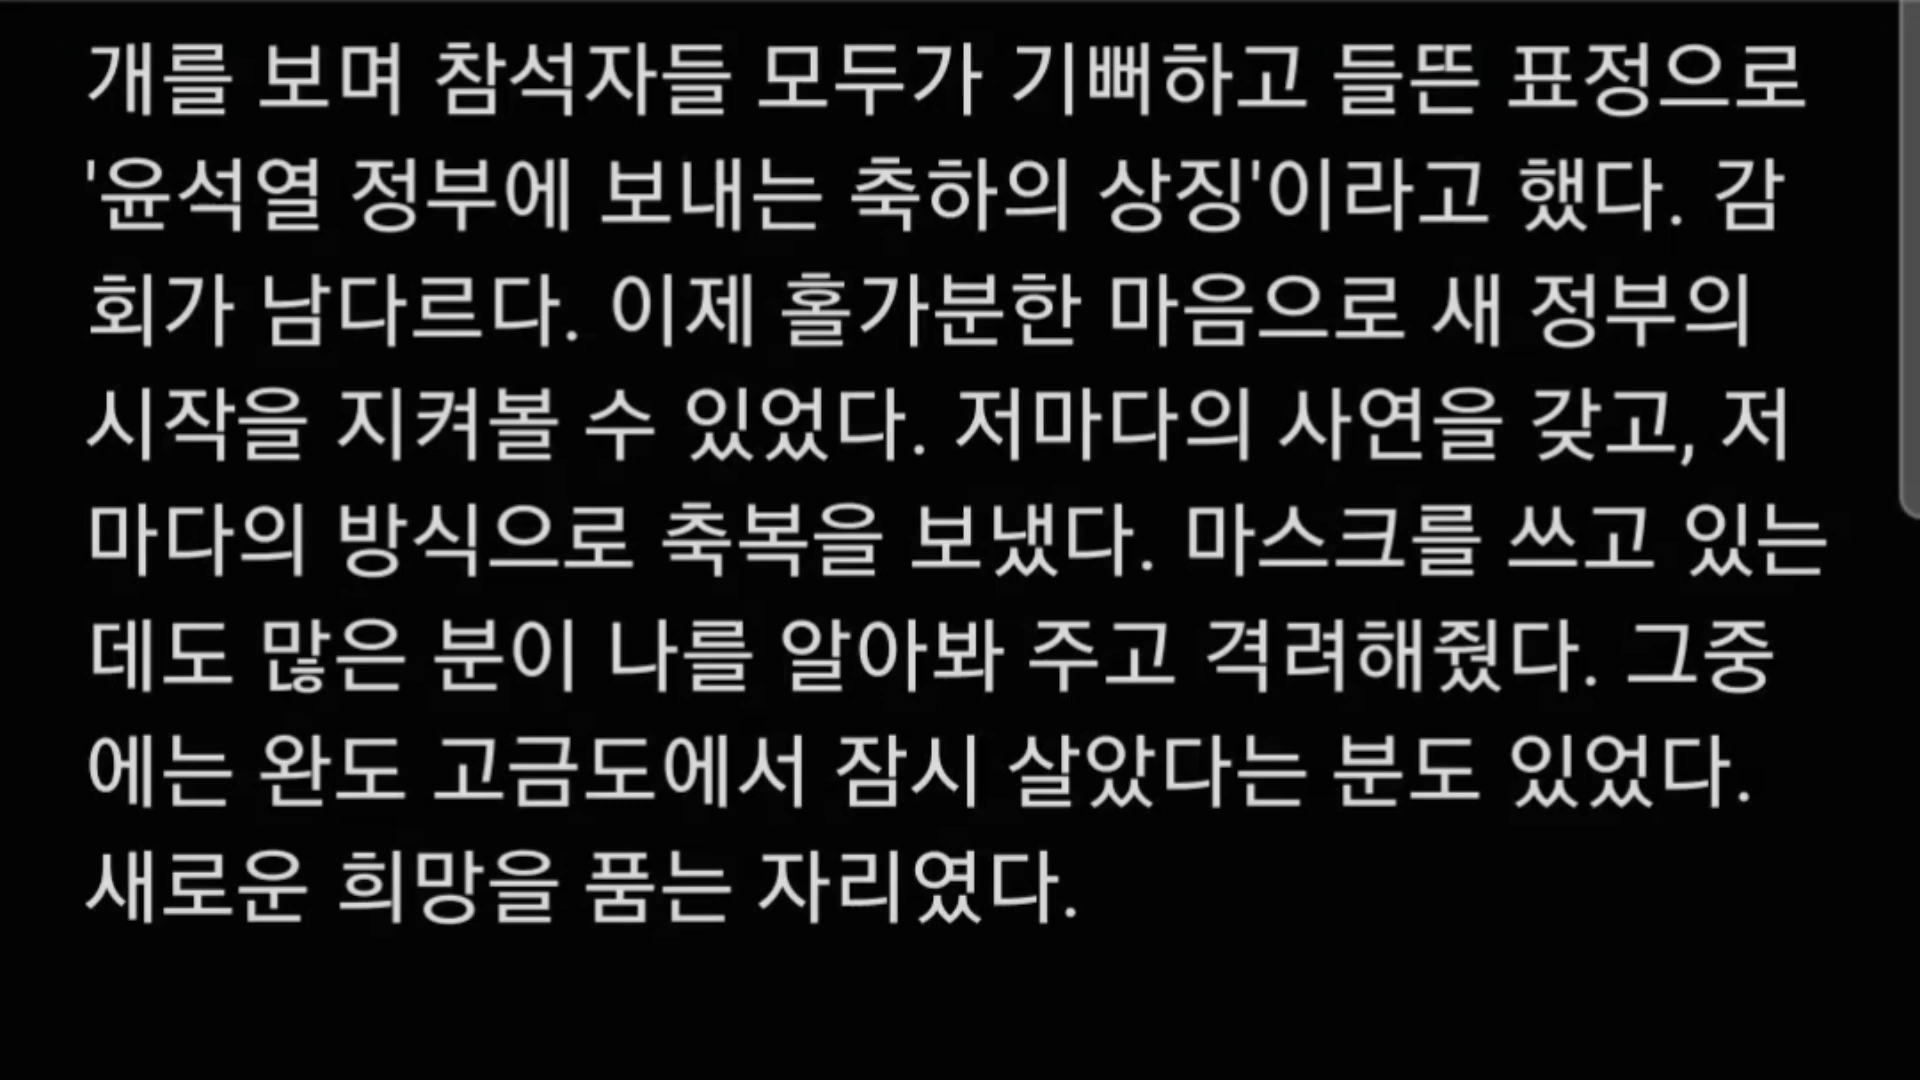 개를 보며 참석자들 모두가 기뻐하고 들뜬 표정으로
'윤석열 정부에 보내는 축하의 상징'이라고 했다. 감
회가 남다르다. 이제 홀가분한 마음으로 새 정부의
시작을 지켜볼 수 있었다. 저마다의 사연을 갖고, 저
마다의 방식으로 축복을 보냈다. 마스크를 쓰고 있는
데도 많은 분이 나를 알아봐 주고 격려해줬다. 그중
에는 완도 고금도에서 잠시 살았다는 분도 있었다.
새로운 희망을 품는 자리였다.